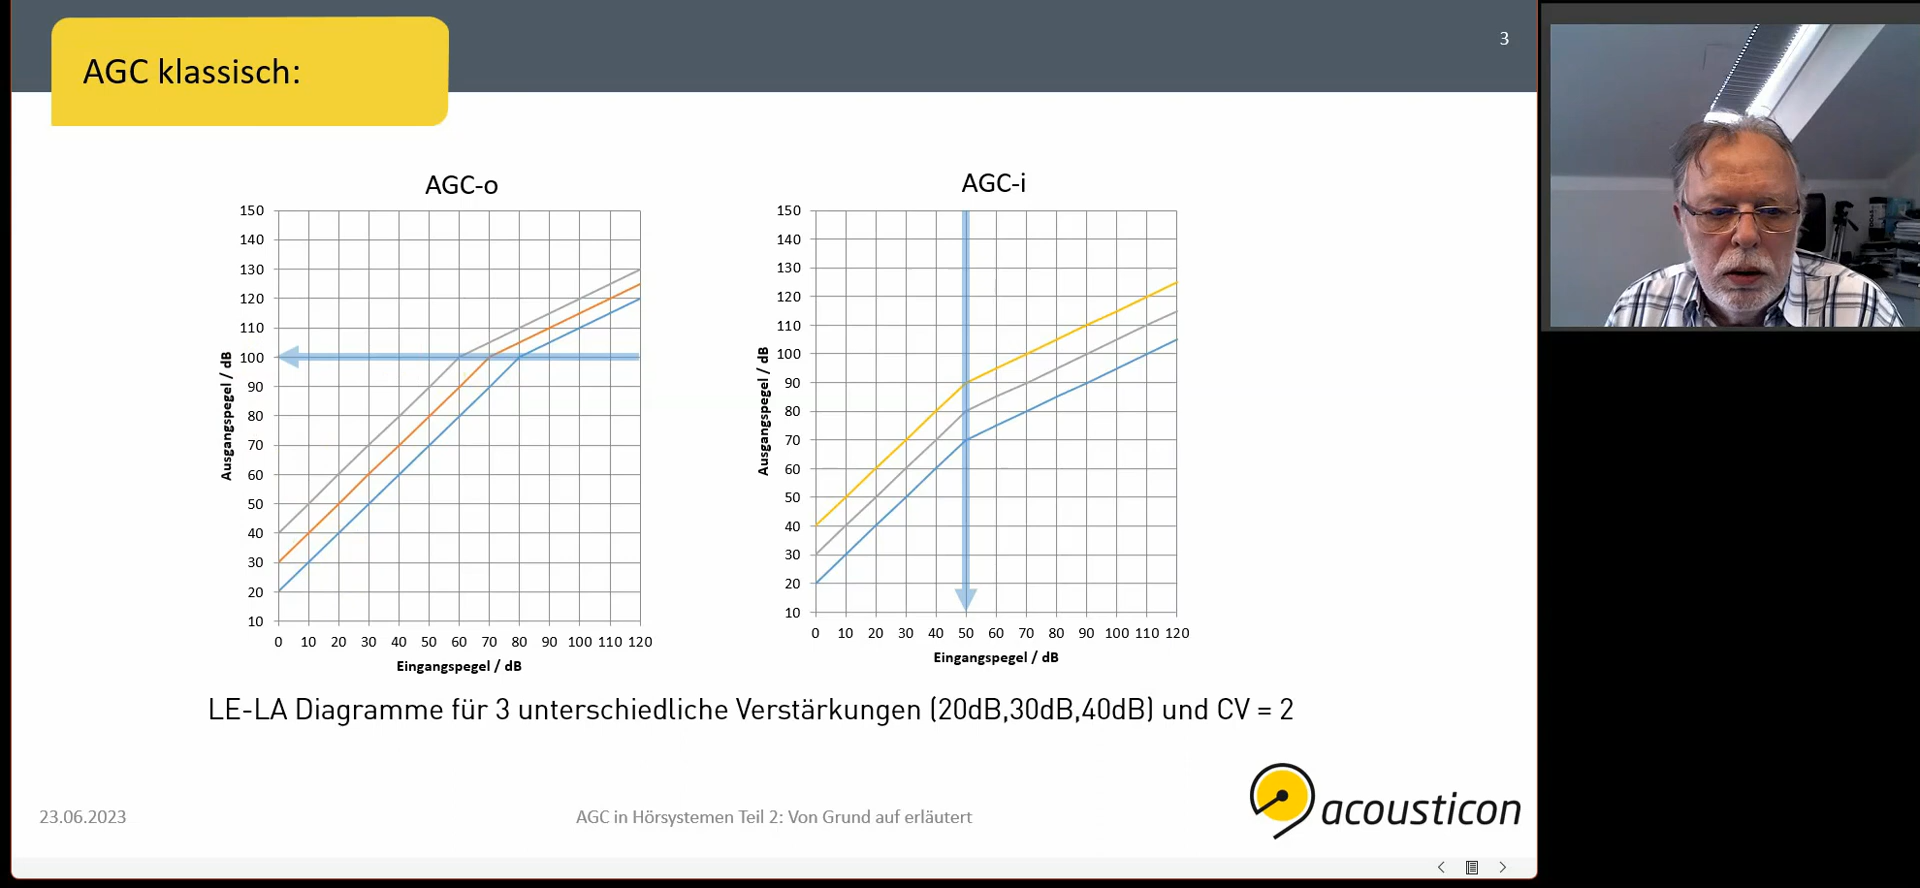 3
AGC klassisch:
AGC-o
150
140
130
120
110
100
90
80
70
60
50
40
30
20
10
Ausgangspegel / dB
0 10 20 30 40 50 60 70 80 90 100 110 120
Eingangspegel / dB
AGC-i
150
140
130
120
110
100
90
80
70
60
50
40
30
20
10
Ausgangspegel / dB
0 10 20 30 40 50 60 70 80 90 100 110 120
Eingangspegel / dB
LE-LA Diagramme für 3 unterschiedliche Verstärkungen (20dB,30dB,40dB) und CV = 2
23.06.2023
AGC in Hörsystemen Teil 2: Von Grund auf erläutert
acousticon